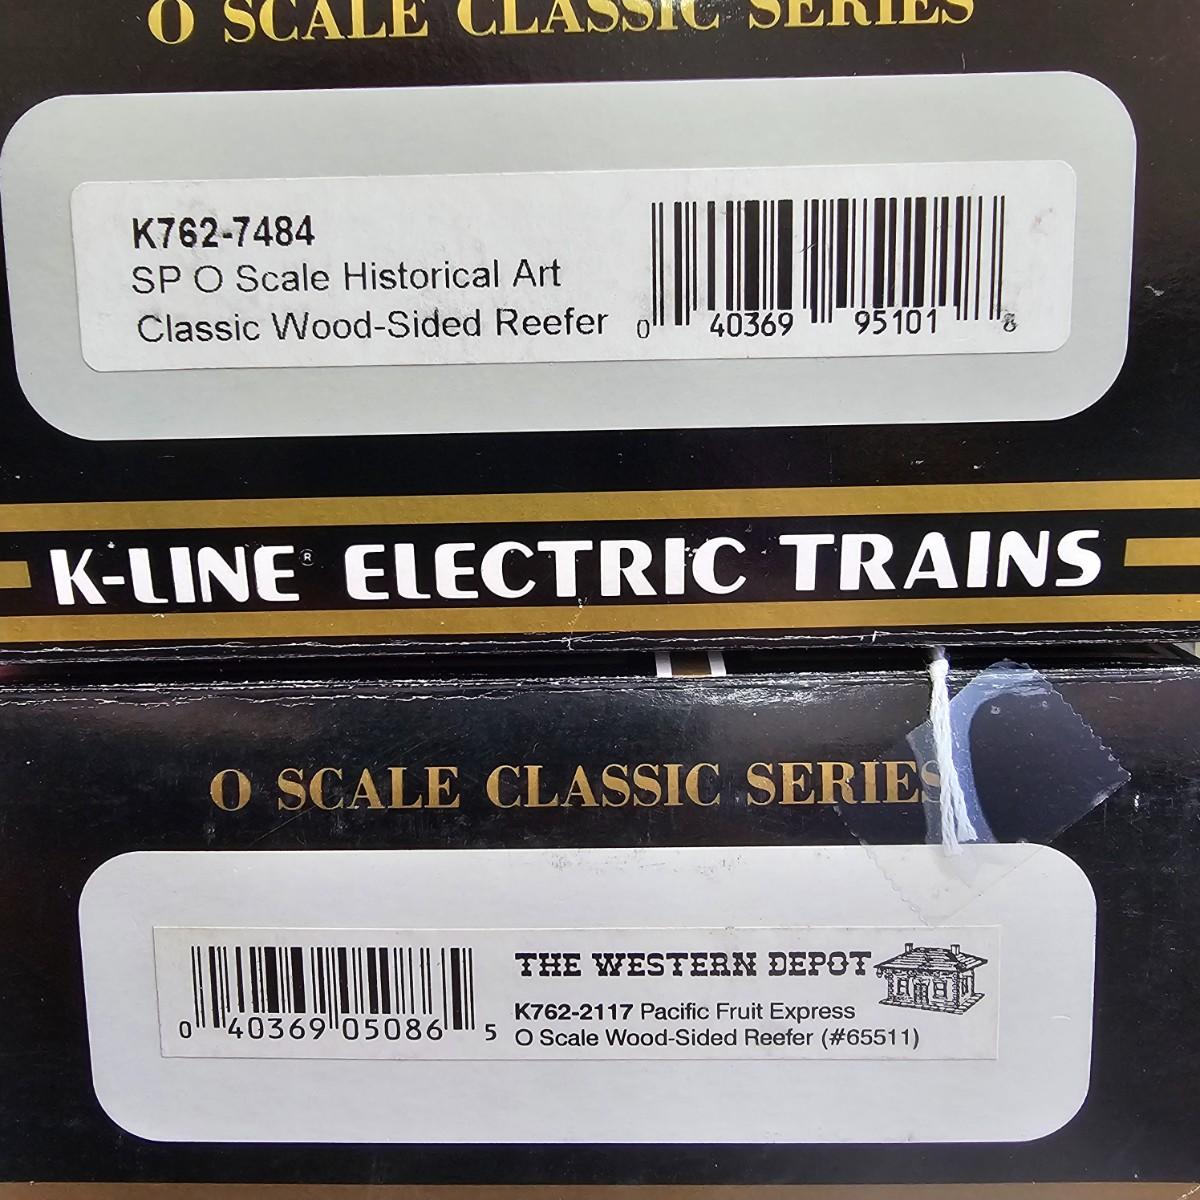 O SCALE CLASSIC SERIES
K762-7484
SP O Scale Historical Art
Classic Wood-Sided Reefer
0 40369 95101 8
K-LINE® ELECTRIC TRAINS
O SCALE CLASSIC SERIES
0 40369 05086 5
THE WESTERN DEPOT
K762-2117 Pacific Fruit Express
O Scale Wood-Sided Reefer (#65511)